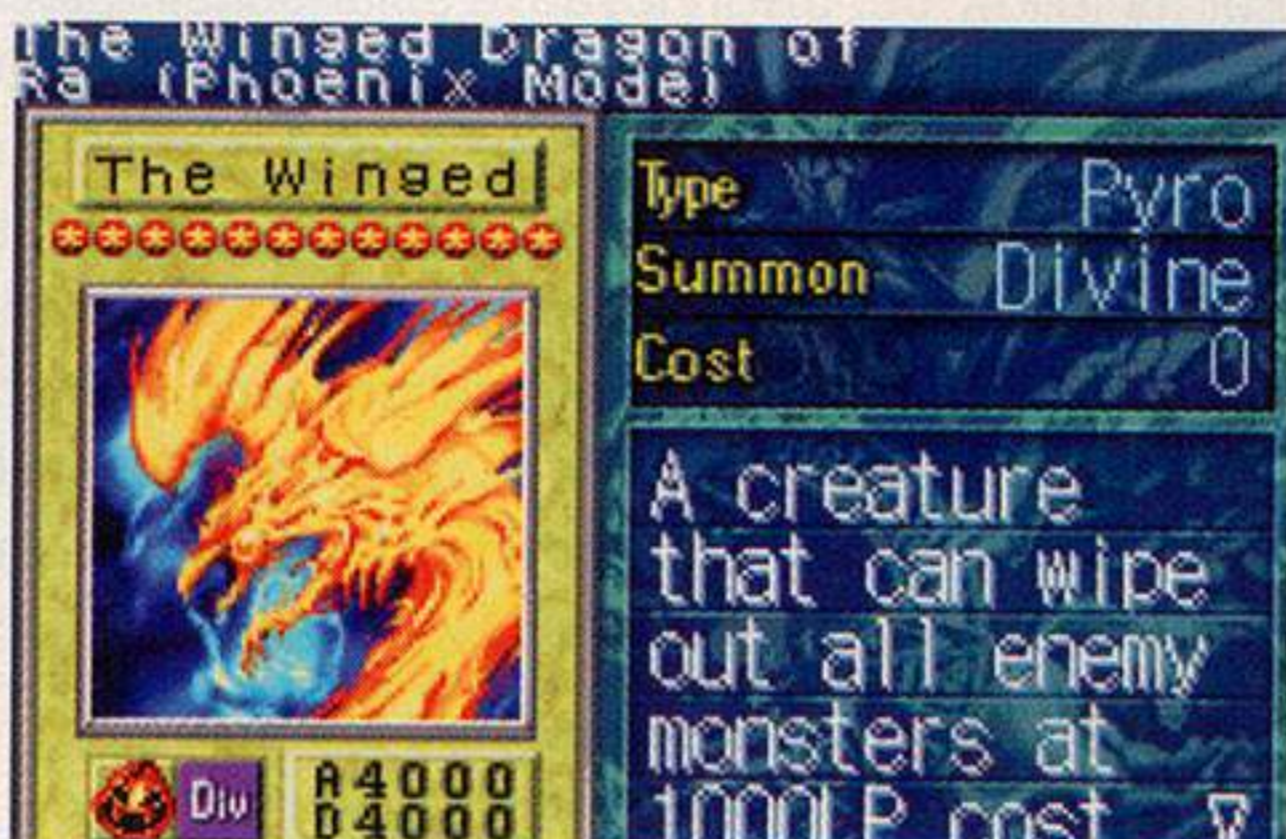 The Winged Dragon of
Ra (Phoenix Mode)
The Winged
Type Pyro
Summon Divine
Cost 0
A creature
that can wipe
out all enemy
monsters at
1000LP cost
Div
A4000
D4000